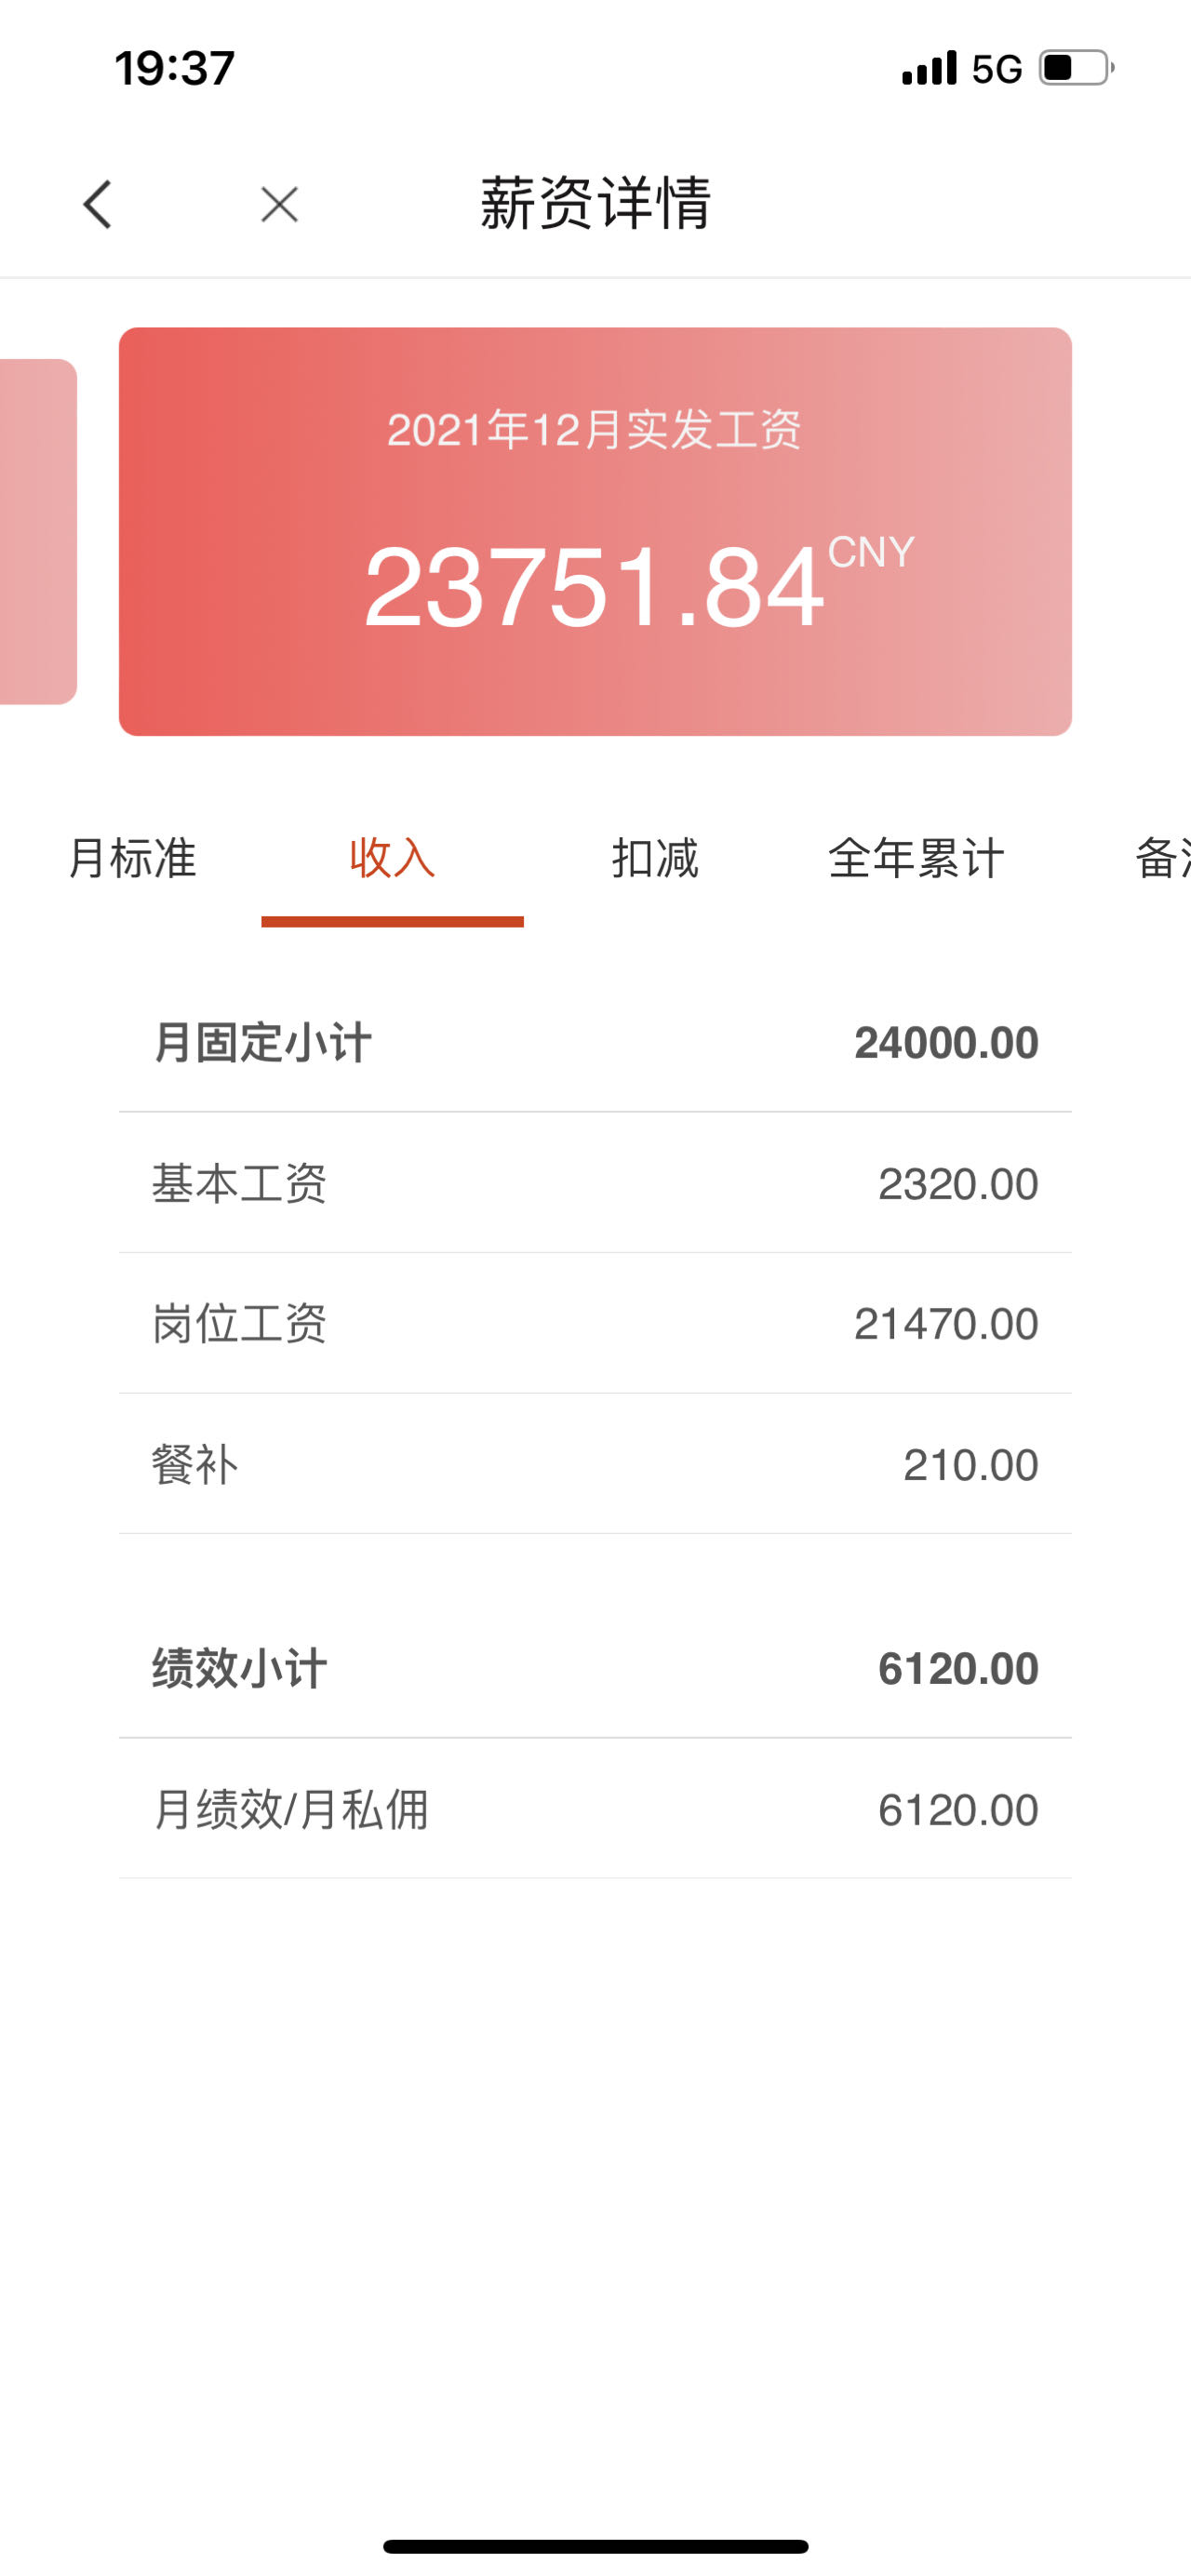 19:37 5G
薪资详情
2021年12月实发工资
23751.84 CNY
月标准 收入 扣减 全年累计 备
月固定小计 24000.00
基本工资 2320.00
岗位工资 21470.00
餐补 210.00
绩效小计 6120.00
月绩效/月私佣 6120.00